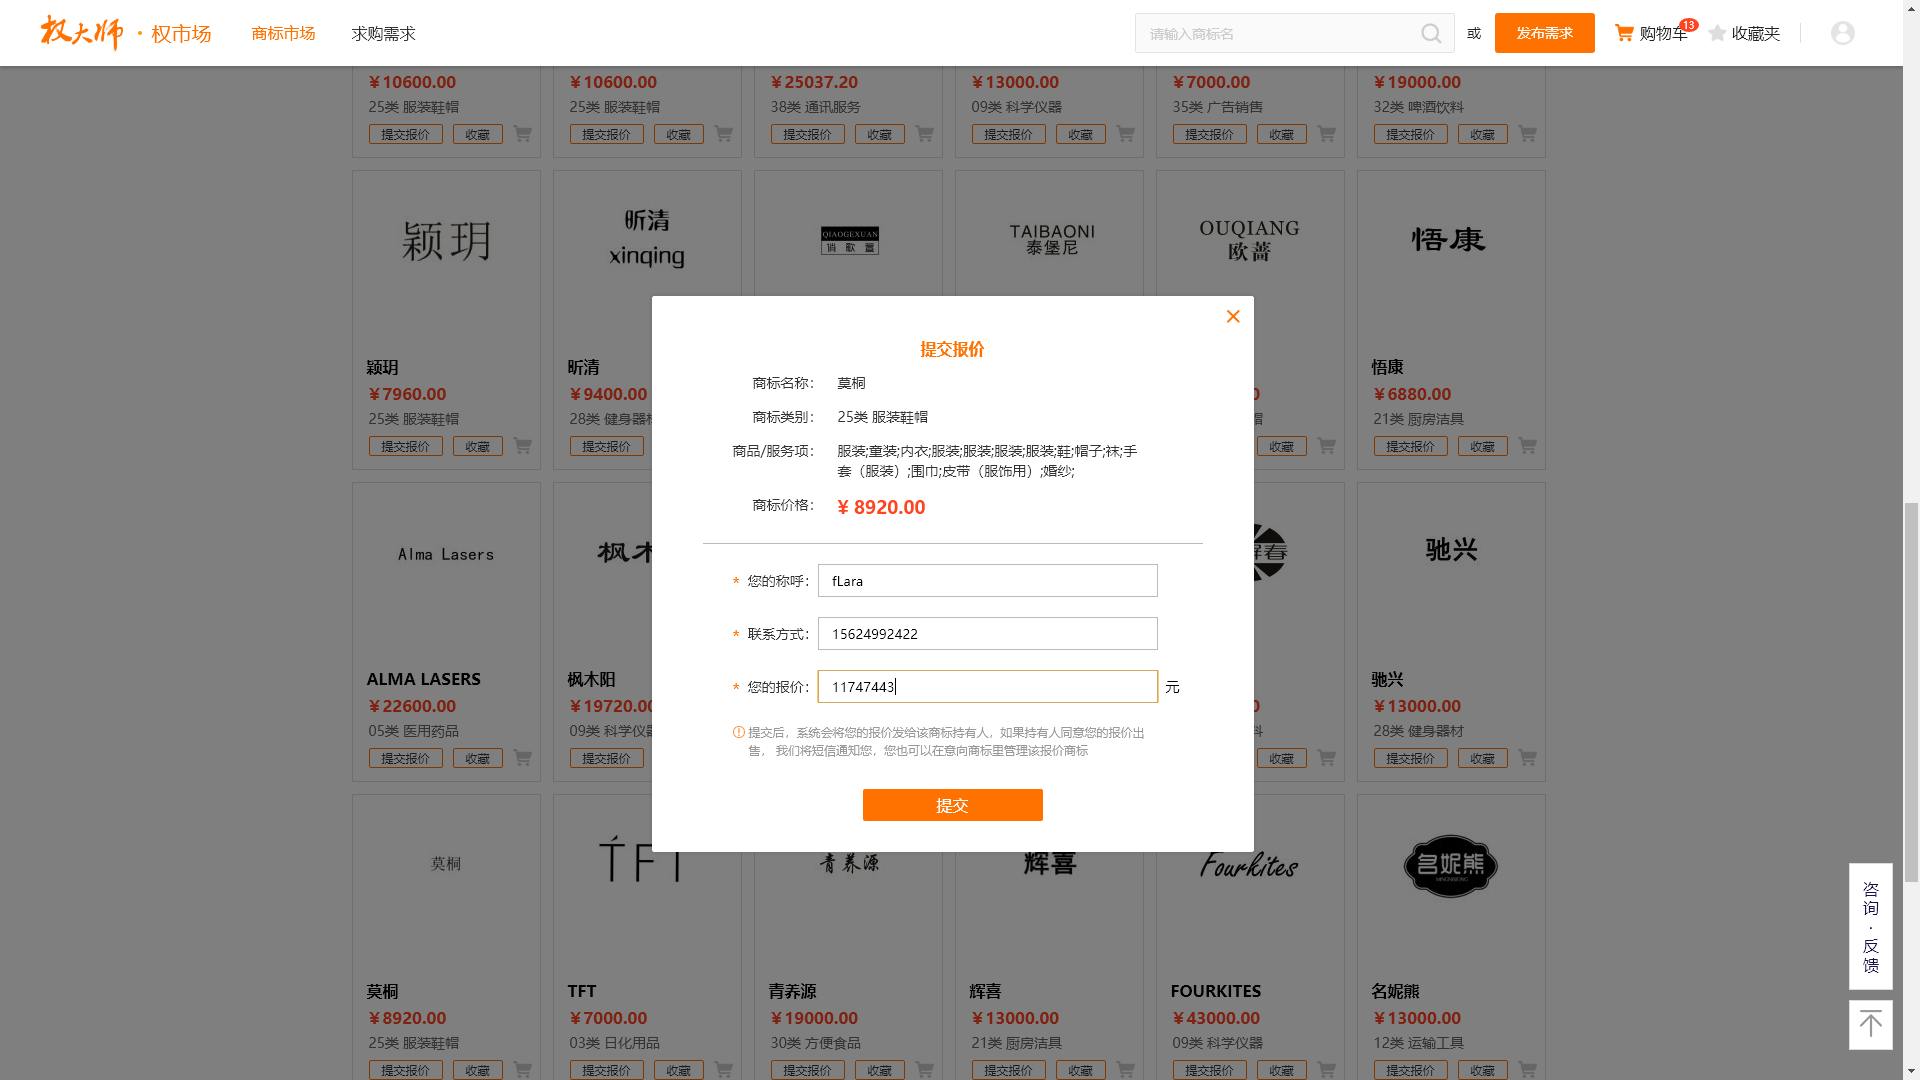 权大师 · 权市场 商标市场 求购需求 请输入商标名 或 发布需求 购物车 13 收藏夹
¥10600.00 ¥10600.00 ¥25037.20 ¥13000.00 ¥7000.00 ¥19000.00
25类 服装鞋帽 25类 服装鞋帽 38类 通讯服务 09类 科学仪器 35类 广告销售 32类 啤酒饮料
提交报价 收藏 提交报价 收藏 提交报价 收藏 提交报价 收藏 提交报价 收藏 提交报价 收藏
颖玥 昕清 xinqing QIAOGEXUAN 俏歌萱 TAIBAONI 泰堡尼 OUQIANG 欧蔷 悟康
颖玥 昕清 悟康
¥7960.00 ¥9400.00 0 ¥6880.00
25类 服装鞋帽 28类 健身器材 帽 21类 厨房洁具
提交报价 收藏 提交报价 收藏 提交报价 收藏
提交报价
商标名称： 莫桐
商标类别： 25类 服装鞋帽
商品/服务项： 服装;童装;内衣;服装;服装;服装;服装;鞋;帽子;袜;手
套（服装）;围巾;皮带（服饰用）;婚纱;
商标价格： ¥ 8920.00
* 您的称呼： fLara
* 联系方式： 15624992422
* 您的报价： 11747443 元
提交后，系统会将您的报价发给该商标持有人，如果持有人同意您的报价出
售， 我们将短信通知您，您也可以在意向商标里管理该报价商标
提交
Alma Lasers 枫木 春 驰兴
ALMA LASERS 枫木阳 驰兴
¥22600.00 ¥19720.00 0 ¥13000.00
05类 医用药品 09类 科学仪器 料 28类 健身器材
提交报价 收藏 提交报价 收藏 提交报价 收藏
莫桐 TFT 青养源 辉喜 Fourkites 名妮熊
莫桐 TFT 青养源 辉喜 FOURKITES 名妮熊
¥8920.00 ¥7000.00 ¥19000.00 ¥13000.00 ¥43000.00 ¥13000.00
25类 服装鞋帽 03类 日化用品 30类 方便食品 21类 厨房洁具 09类 科学仪器 12类 运输工具
提交报价 收藏 提交报价 收藏 提交报价 收藏 提交报价 收藏 提交报价 收藏 提交报价 收藏
咨询·反馈